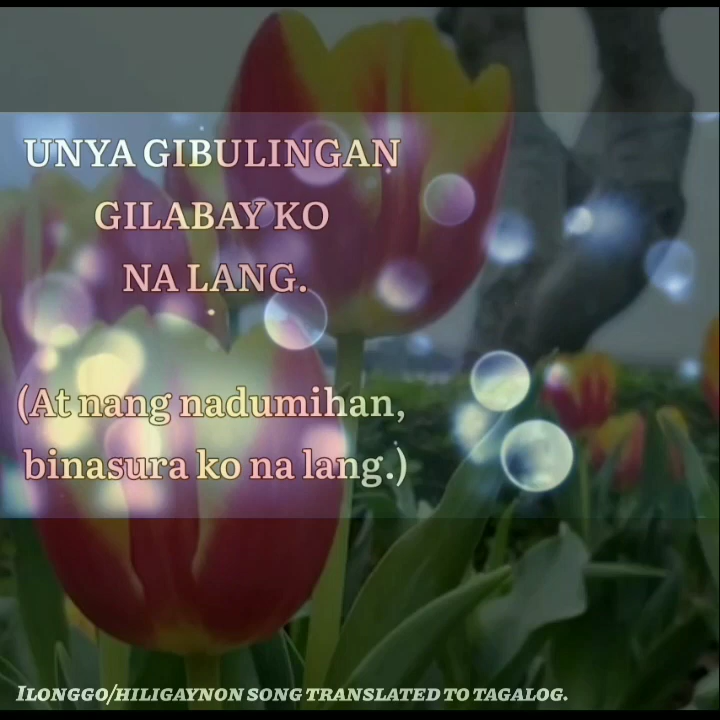 UNYA GIBULINGAN
GILABAY KO
NA LANG.
(At nang nadumihan,
binasura ko na lang.)
ILONGGO/HILIGAYNON SONG TRANSLATED TO TAGALOG.